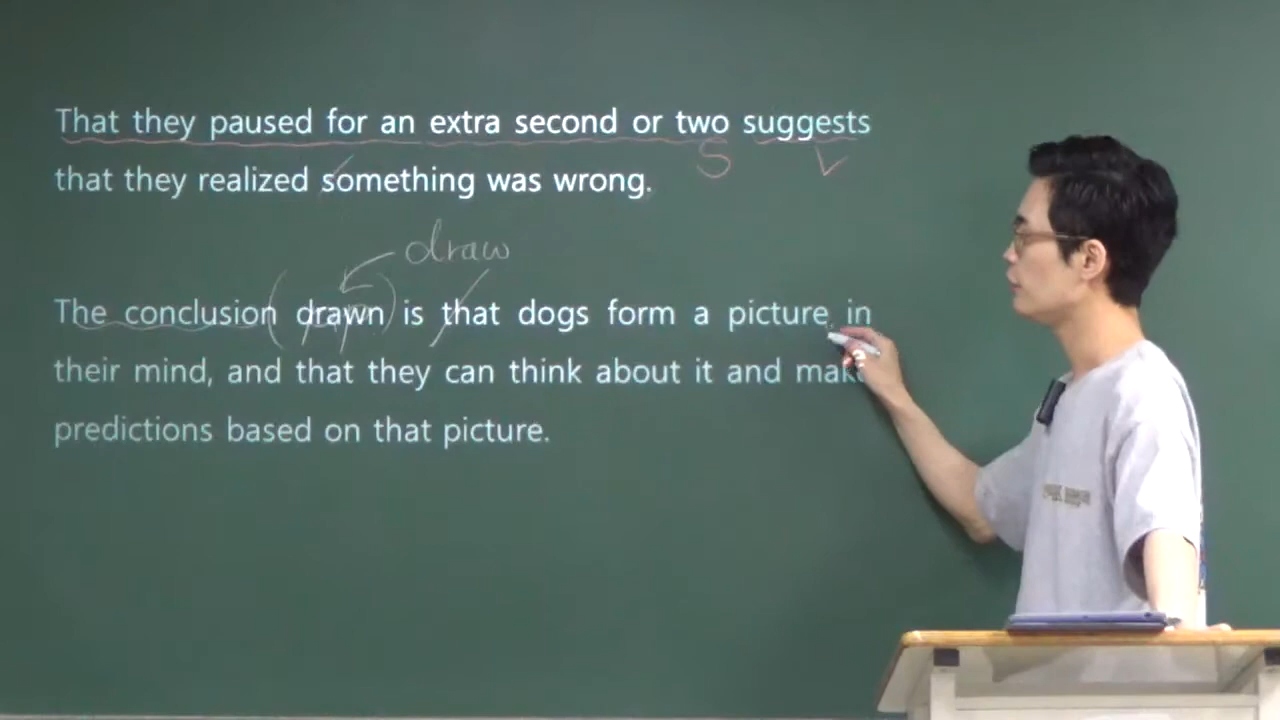 That they paused for an extra second or two suggests
S V
that they realized something was wrong.
draw
The conclusion (drawn) is that dogs form a picture in
their mind, and that they can think about it and make
predictions based on that picture.